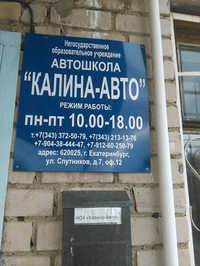 Негосударственное
образовательное учреждение
АВТОШКОЛА
"КАЛИНА-АВТО"
РЕЖИМ РАБОТЫ:
пн-пт 10.00-18.00
т.+7(343) 372-50-79, +7(343) 213-13-76
+7-904-38-444-47, +7-912-60-250-79
адрес: 620025, г. Екатеринбург,
ул. Спутников, д.7, оф.12